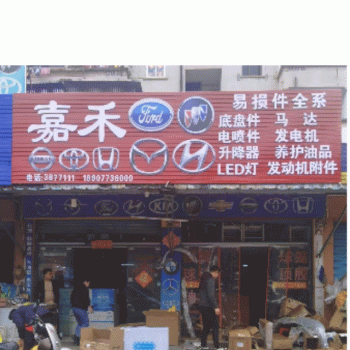 嘉禾
Ford
易损件全系
底盘件 马达
电喷件 发电机
升降器 养护油品
LED灯 发动机附件
电话:3877111 18907736000
KIA